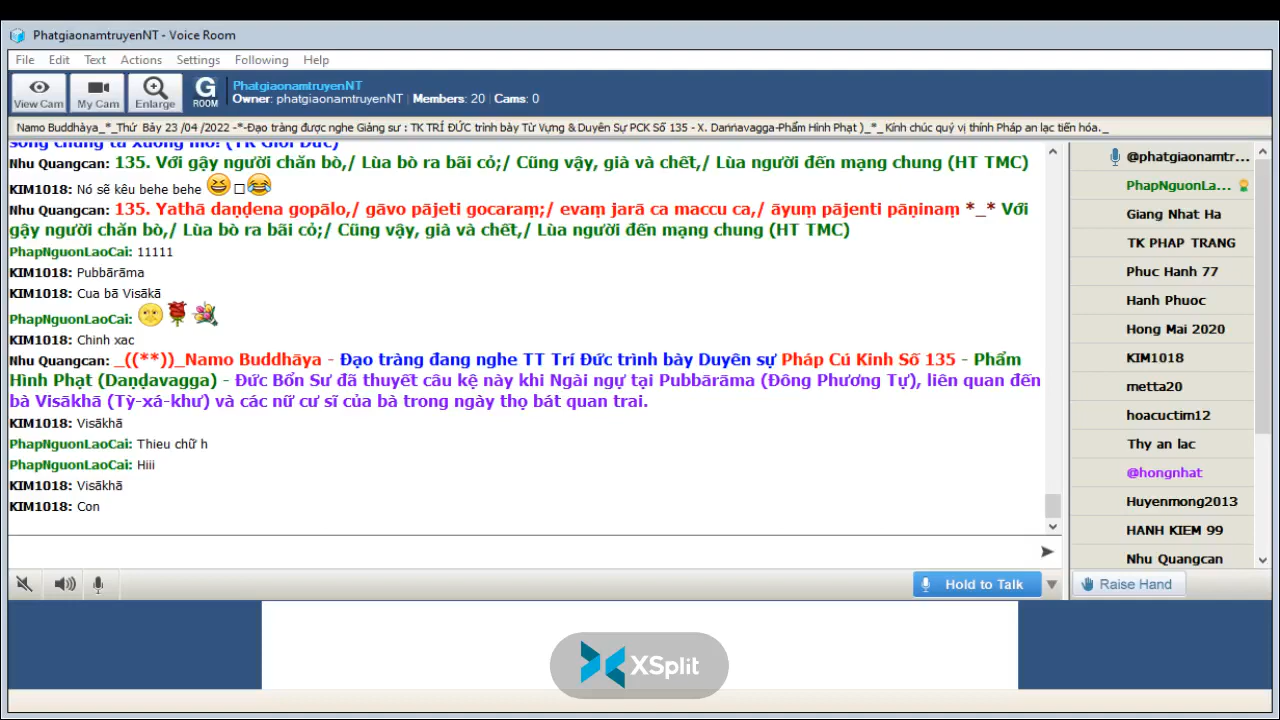 PhatgiaonamtruyenNT - Voice Room
File Edit Text Actions Settings Following Help
View Cam My Cam Enlarge G ROOM
PhatgiaonamtruyenNT
Owner: phatgiaonamtruyenNT | Members: 20 | Cams: 0
Namo Buddhàya_*_Thứ Bảy 23 /04 /2022 -*-Đạo tràng được nghe Giảng sư : TK TRÍ ĐỨC trình bày Từ Vựng & Duyên Sự PCK Số 135 - X. Daṇṇavagga-Phẩm Hình Phạt )_*_ Kính chúc quý vị thính Pháp an lạc tiến hóa._
Nhu Quangcan: 135. Với gậy người chăn bò,/ Lùa bò ra bãi cỏ;/ Cũng vậy, già và chết,/ Lùa người đến mạng chung (HT TMC)
KIM1018: Nó sẽ kêu behe behe
Nhu Quangcan: 135. Yathā daṇḍena gopālo,/ gāvo pājeti gocaraṃ;/ evaṃ jarā ca maccu ca,/ āyuṃ pājenti pāṇinaṃ *_* Với
gậy người chăn bò,/ Lùa bò ra bãi cỏ;/ Cũng vậy, già và chết,/ Lùa người đến mạng chung (HT TMC)
PhapNguonLaoCai: 11111
KIM1018: Pubbārāma
KIM1018: Cua bā Visākā
PhapNguonLaoCai:
KIM1018: Chinh xac
Nhu Quangcan: _((**))_Namo Buddhāya - Đạo tràng đang nghe TT Trí Đức trình bày Duyên sự Pháp Cú Kinh Số 135 - Phẩm
Hình Phạt (Daṇḍavagga) - Đức Bổn Sư đã thuyết câu kệ này khi Ngài ngự tại Pubbārāma (Đông Phương Tự), liên quan đến
bà Visākhā (Tỳ-xá-khư) và các nữ cư sĩ của bà trong ngày thọ bát quan trai.
KIM1018: Visākhā
PhapNguonLaoCai: Thieu chữ h
PhapNguonLaoCai: Hiii
KIM1018: Visākhā
KIM1018: Con
@phatgiaonamtr...
PhapNguonLa...
Giang Nhat Ha
TK PHAP TRANG
Phuc Hanh 77
Hanh Phuoc
Hong Mai 2020
KIM1018
metta20
hoacuctim12
Thy an lac
@hongnhat
Huyenmong2013
HANH KIEM 99
Nhu Quangcan
Hold to Talk
Raise Hand
XSplit